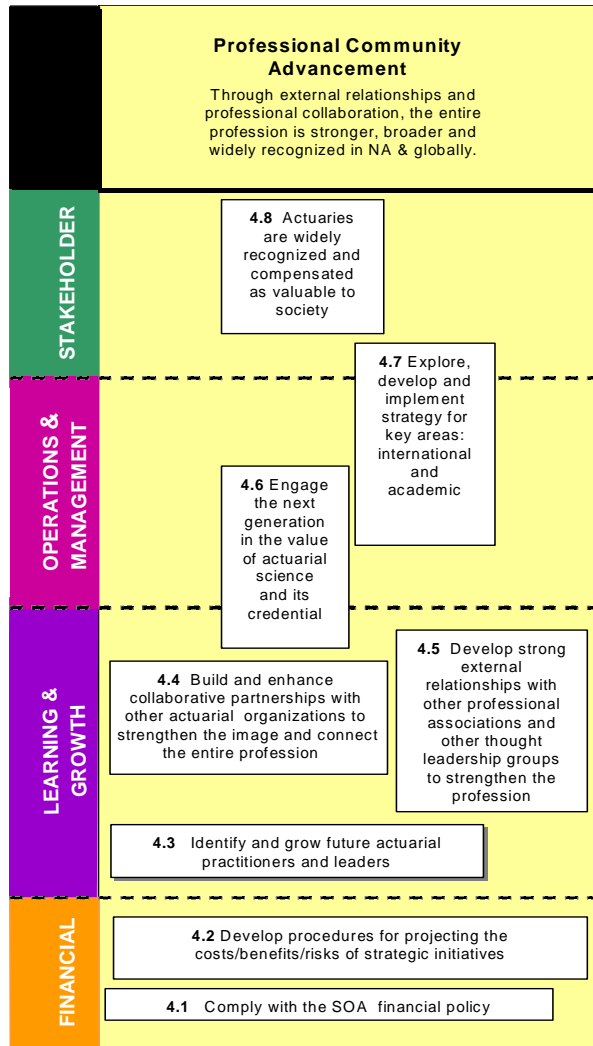 Professional Community
Advancement
Through external relationships and
professional collaboration, the entire
profession is stronger, broader and
widely recognized in NA & globally.
STAKEHOLDER
4.8 Actuaries
are widely
recognized and
compensated
as valuable to
society
4.7 Explore,
develop and
implement
strategy for
key areas:
international
and
academic
OPERATIONS &
MANAGEMENT
4.6 Engage
the next
generation
in the value
of actuarial
science
and its
credential
LEARNING &
GROWTH
4.5 Develop strong
external
relationships with
other professional
associations and
other thought
leadership groups
to strengthen the
profession
4.4 Build and enhance
collaborative partnerships with
other actuarial organizations to
strengthen the image and connect
the entire profession
4.3 Identify and grow future actuarial
practitioners and leaders
FINANCIAL
4.2 Develop procedures for projecting the
costs/benefits/risks of strategic initiatives
4.1 Comply with the SOA financial policy